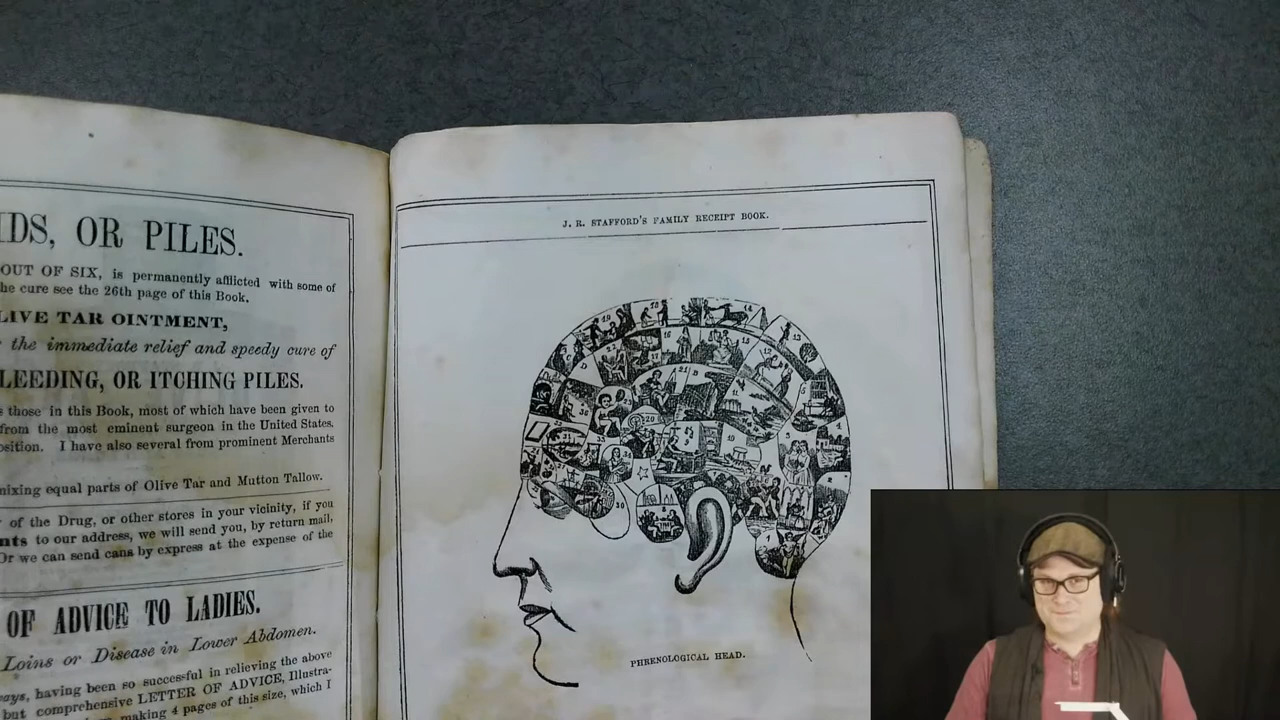 IDS, OR PILES.
OUT OF SIX, is permanently afflicted with some of
he cure see the 26th page of this Book.
LIVE TAR OINTMENT,
the immediate relief and speedy cure of
LEEDING, OR ITCHING PILES.
s those in this Book, most of which have been given to
from the most eminent surgeon in the United States.
osition. I have also several from prominent Merchants
nixing equal parts of Olive Tar and Mutton Tallow.
of the Drug, or other stores in your vicinity, if you
nts to our address, we will send you, by return mail,
Or we can send cans by express at the expense of the
OF ADVICE TO LADIES.
Loins or Disease in Lower Abdomen.
ays, having been so successful in relieving the above
but comprehensive LETTER OF ADVICE, Illustra-
making 4 pages of this size, which I
J. R. STAFFORD'S FAMILY RECEIPT BOOK.
PHRENOLOGICAL HEAD.